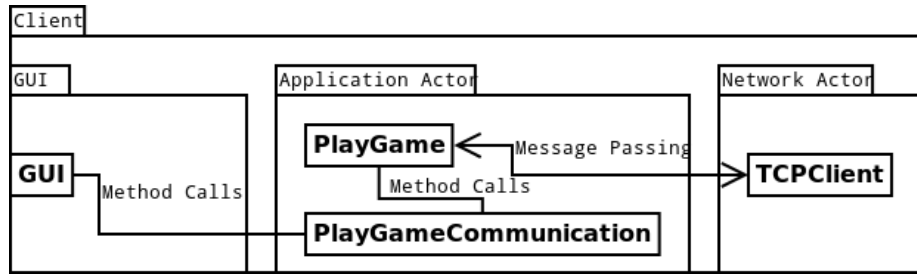 Client
GUI
Application Actor
Network Actor
PlayGame
Message Passing
GUI
TCPClient
Method Calls
Method Calls
PlayGameCommunication